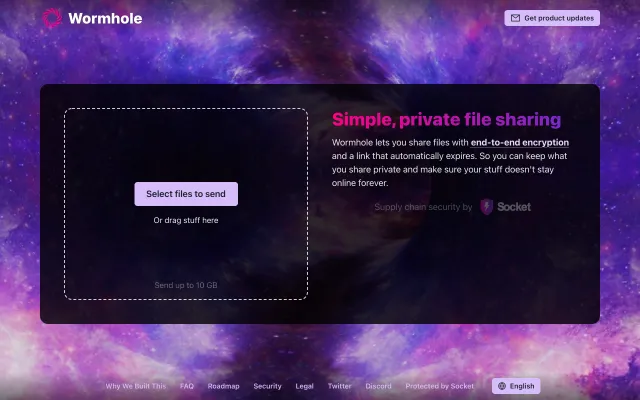 Wormhole
Get product updates
Select files to send
Or drag stuff here
Send up to 10 GB
Simple, private file sharing
Wormhole lets you share files with end-to-end encryption
and a link that automatically expires. So you can keep what
you share private and make sure your stuff doesn't stay
online forever.
Supply chain security by Socket
Why We Built This FAQ Roadmap Security Legal Twitter Discord Protected by Socket English